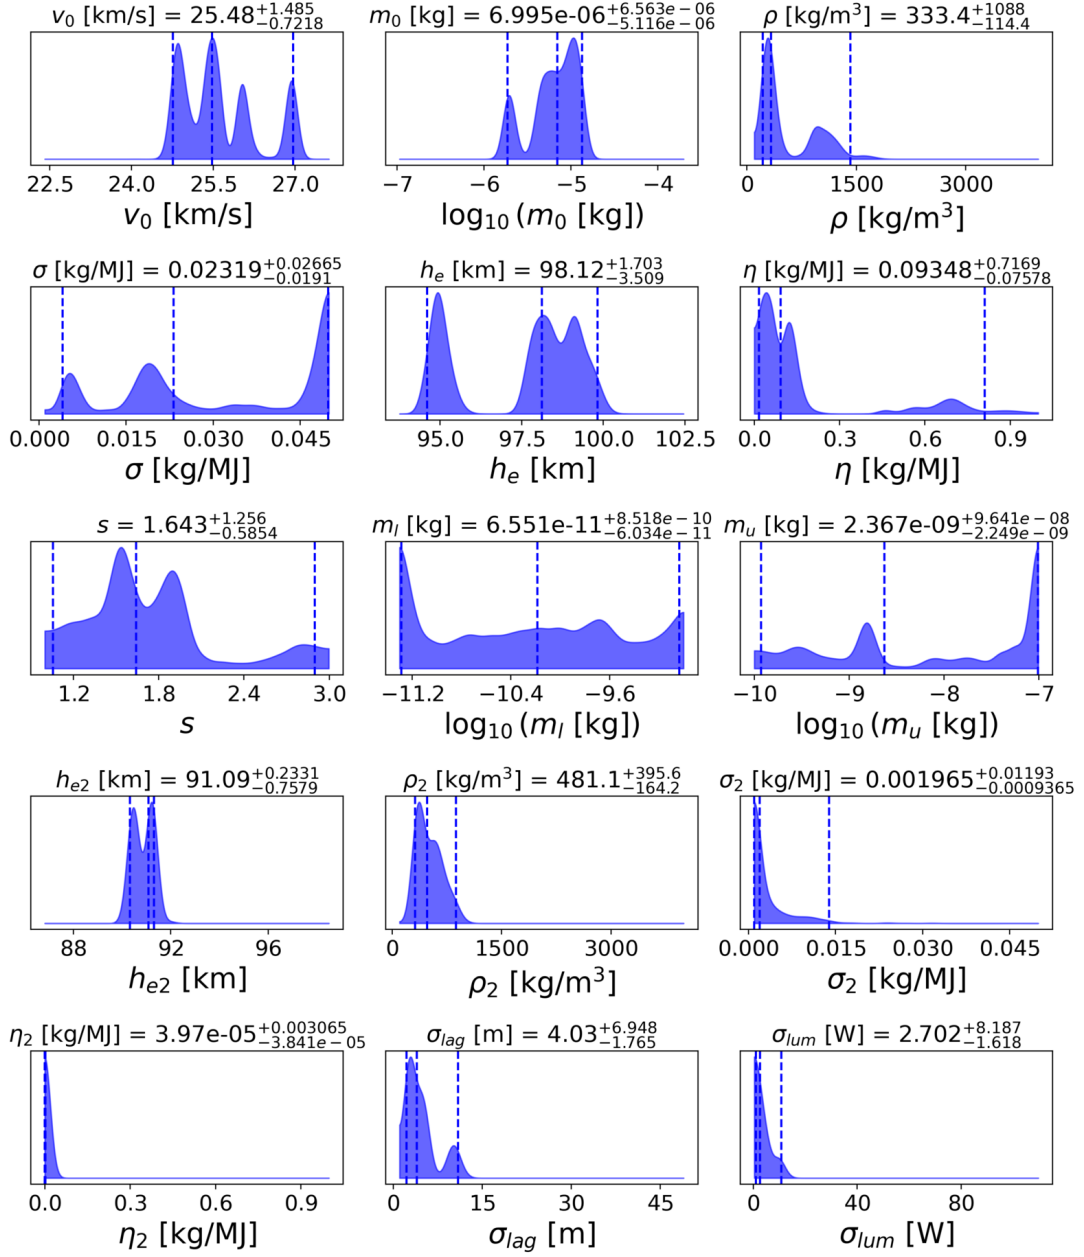 v₀ [km/s] = 25.48 +1.485 −0.7218
m₀ [kg] = 6.995e-06 +6.563e−06 −5.116e−06
ρ [kg/m³] = 333.4 +1088 −114.4
22.5 24.0 25.5 27.0
−7 −6 −5 −4
0 1500 3000
v₀ [km/s]
log₁₀ (m₀ [kg])
ρ [kg/m³]
σ [kg/MJ] = 0.02319 +0.02665 −0.0191
hₑ [km] = 98.12 +1.703 −3.509
η [kg/MJ] = 0.09348 +0.7169 −0.07578
0.000 0.015 0.030 0.045
95.0 97.5 100.0 102.5
0.0 0.3 0.6 0.9
σ [kg/MJ]
hₑ [km]
η [kg/MJ]
s = 1.643 +1.256 −0.5854
mₗ [kg] = 6.551e-11 +8.518e−10 −6.034e−11
mᵤ [kg] = 2.367e-09 +9.641e−08 −2.249e−09
1.2 1.8 2.4 3.0
−11.2 −10.4 −9.6
−10 −9 −8 −7
s
log₁₀ (mₗ [kg])
log₁₀ (mᵤ [kg])
hₑ₂ [km] = 91.09 +0.2331 −0.7579
ρ₂ [kg/m³] = 481.1 +395.6 −164.2
σ₂ [kg/MJ] = 0.001965 +0.01193 −0.0009365
88 92 96
0 1500 3000
0.000 0.015 0.030 0.045
hₑ₂ [km]
ρ₂ [kg/m³]
σ₂ [kg/MJ]
η₂ [kg/MJ] = 3.97e-05 +0.003065 −3.841e−05
σ_lag [m] = 4.03 +6.948 −1.765
σ_lum [W] = 2.702 +8.187 −1.618
0.0 0.3 0.6 0.9
0 15 30 45
0 40 80
η₂ [kg/MJ]
σ_lag [m]
σ_lum [W]